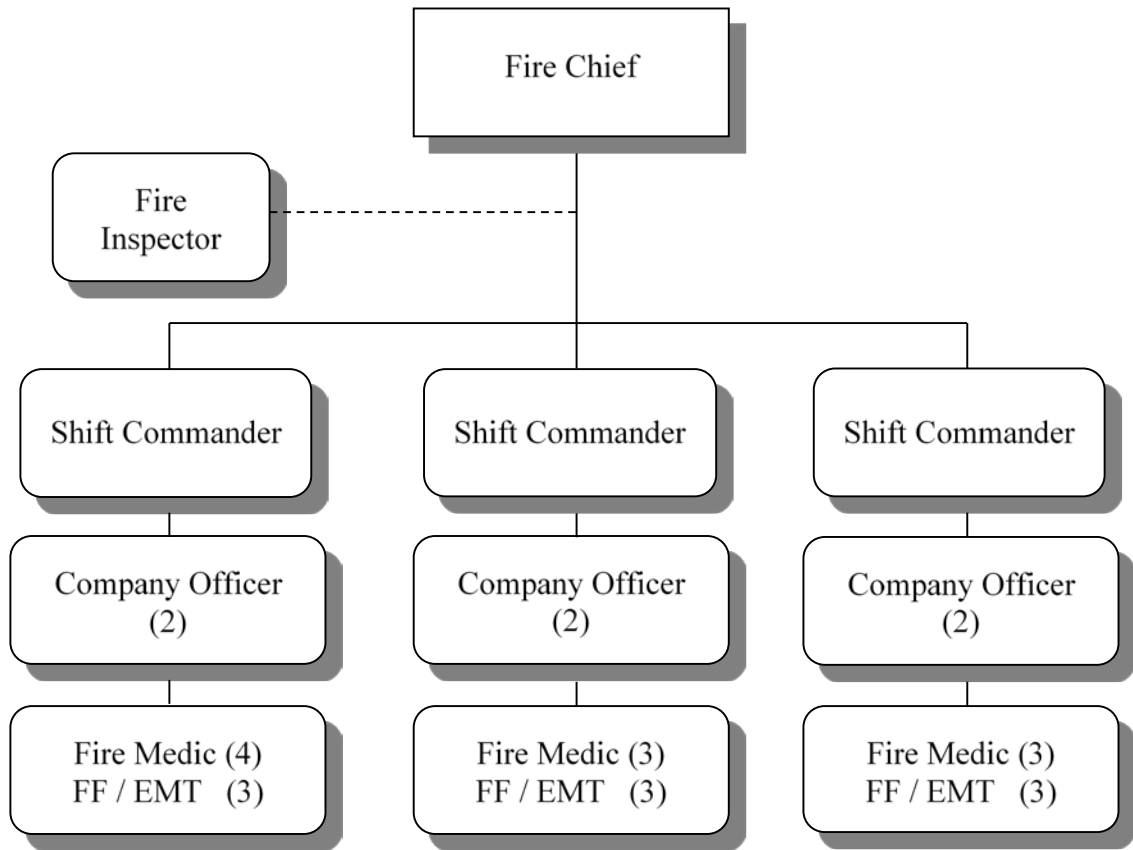 Fire Chief
Fire
Inspector
Shift Commander
Shift Commander
Shift Commander
Company Officer
(2)
Company Officer
(2)
Company Officer
(2)
Fire Medic (4)
FF / EMT (3)
Fire Medic (3)
FF / EMT (3)
Fire Medic (3)
FF / EMT (3)